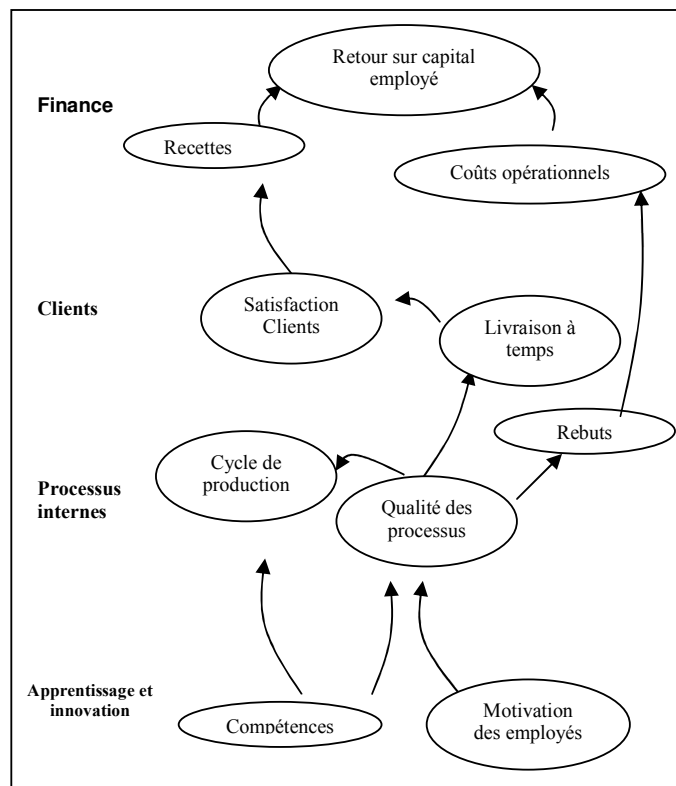 Retour sur capital
employé
Finance
Recettes
Coûts opérationnels
Clients
Satisfaction
Clients
Livraison à
temps
Rebuts
Cycle de
production
Processus
internes
Qualité des
processus
Apprentissage et
innovation
Compétences
Motivation
des employés